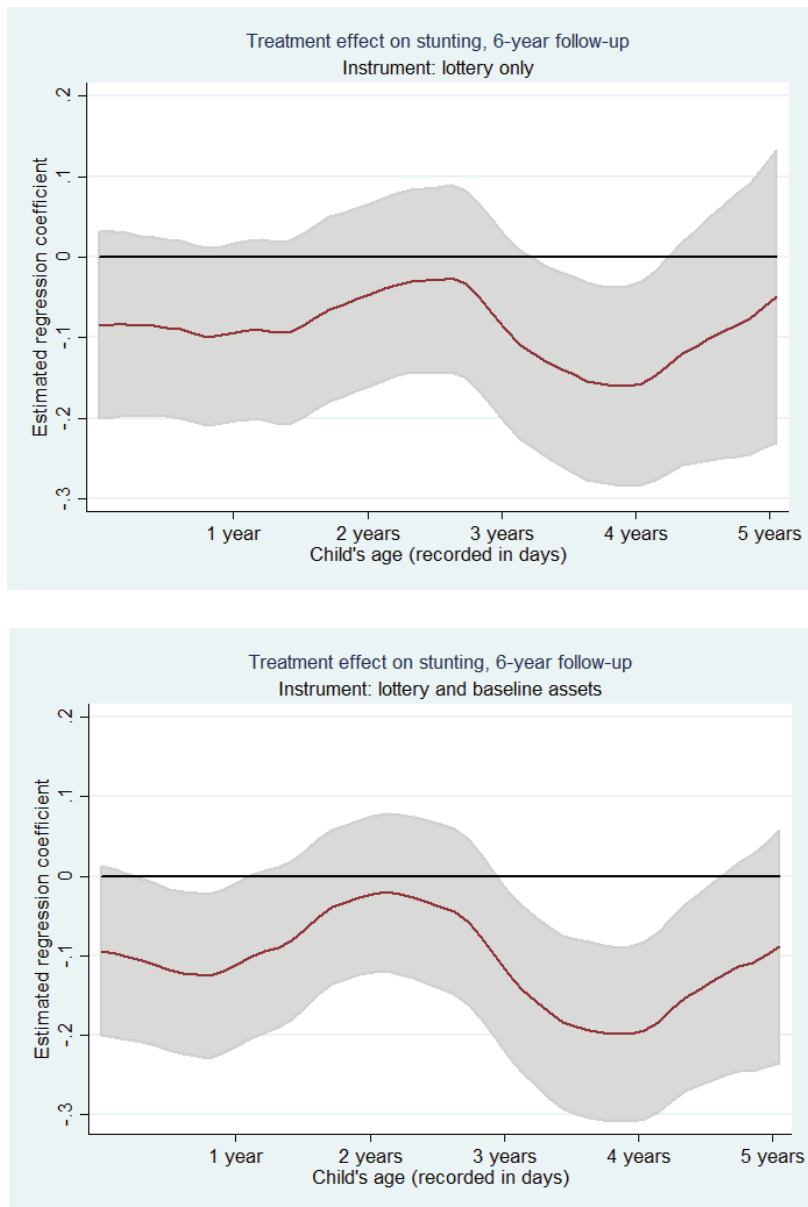 Treatment effect on stunting, 6-year follow-up
Instrument: lottery only
Estimated regression coefficient
.2
.1
0
-.1
-.2
-.3
1 year 2 years 3 years 4 years 5 years
Child's age (recorded in days)
Treatment effect on stunting, 6-year follow-up
Instrument: lottery and baseline assets
Estimated regression coefficient
.2
.1
0
-.1
-.2
-.3
1 year 2 years 3 years 4 years 5 years
Child's age (recorded in days)